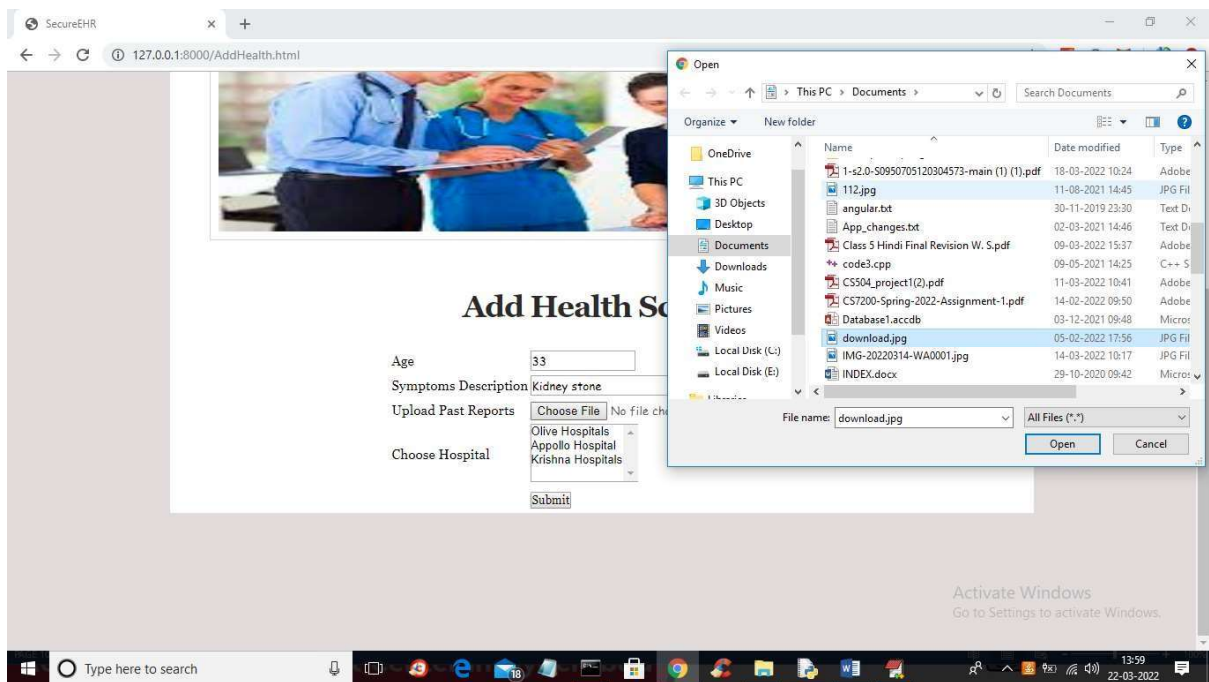 SecureEHR
127.0.0.1:8000/AddHealth.html
Open
This PC > Documents >
Search Documents
Organize
New folder
OneDrive
This PC
3D Objects
Desktop
Documents
Downloads
Music
Pictures
Videos
Local Disk (C:)
Local Disk (E:)
Name Date modified Type
1-s2.0-S0950705120304573-main (1) (1).pdf 18-03-2022 10:24 Adobe
112.jpg 11-08-2021 14:45 JPG Fil
angular.txt 30-11-2019 23:30 Text D
App_changes.txt 02-03-2021 14:46 Text D
Class 5 Hindi Final Revision W. S.pdf 09-03-2022 15:37 Adobe
code3.cpp 09-05-2021 14:25 C++ S
CS504_project1(2).pdf 11-03-2022 10:41 Adobe
CS7200-Spring-2022-Assignment-1.pdf 14-02-2022 09:50 Adobe
Database1.accdb 03-12-2021 09:48 Micros
download.jpg 05-02-2022 17:56 JPG Fil
IMG-20220314-WA0001.jpg 14-03-2022 10:17 JPG Fil
INDEX.docx 29-10-2020 09:42 Micros
File name: download.jpg
All Files (*.*)
Open Cancel
Add Health Sc
Age 33
Symptoms Description Kidney stone
Upload Past Reports Choose File No file cho
Choose Hospital
Olive Hospitals
Appollo Hospital
Krishna Hospitals
Submit
Activate Windows
Go to Settings to activate Windows.
Type here to search
18
13:59
22-03-2022